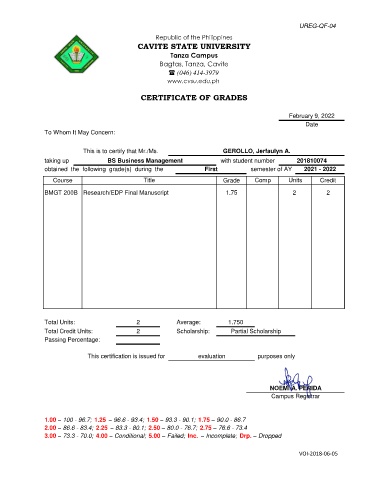 UREG-QF-04
Republic of the Philippines
CAVITE STATE UNIVERSITY
Tanza Campus
Bagtas, Tanza, Cavite
☎ (046) 414-3979
www.cvsu.edu.ph
CERTIFICATE OF GRADES
February 9, 2022
Date
To Whom It May Concern:
This is to certify that Mr./Ms. GEROLLO, Jerfaulyn A.
taking up BS Business Management with student number 201810074
obtained the following grade(s) during the First semester of AY 2021 - 2022
Course Title Grade Comp Units Credit
BMGT 200B Research/EDP Final Manuscript 1.75 2 2
Total Units: 2 Average: 1.750
Total Credit Units: 2 Scholarship: Partial Scholarship
Passing Percentage:
This certification is issued for evaluation purposes only
NOEMI A. PERIDA
Campus Registrar
1.00 – 100 - 96.7; 1.25 – 96.6 - 93.4; 1.50 – 93.3 - 90.1; 1.75 – 90.0 - 86.7
2.00 – 86.6 - 83.4; 2.25 – 83.3 - 80.1; 2.50 – 80.0 - 76.7; 2.75 – 76.6 - 73.4
3.00 – 73.3 - 70.0; 4.00 – Conditional; 5.00 – Failed; Inc. – Incomplete; Drp. – Dropped
V01-2018-06-05